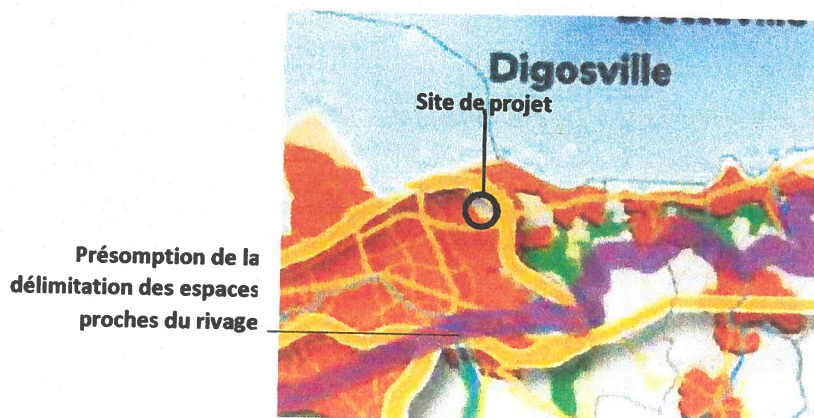 Digosville
Site de projet
Présomption de la
délimitation des espaces
proches du rivage